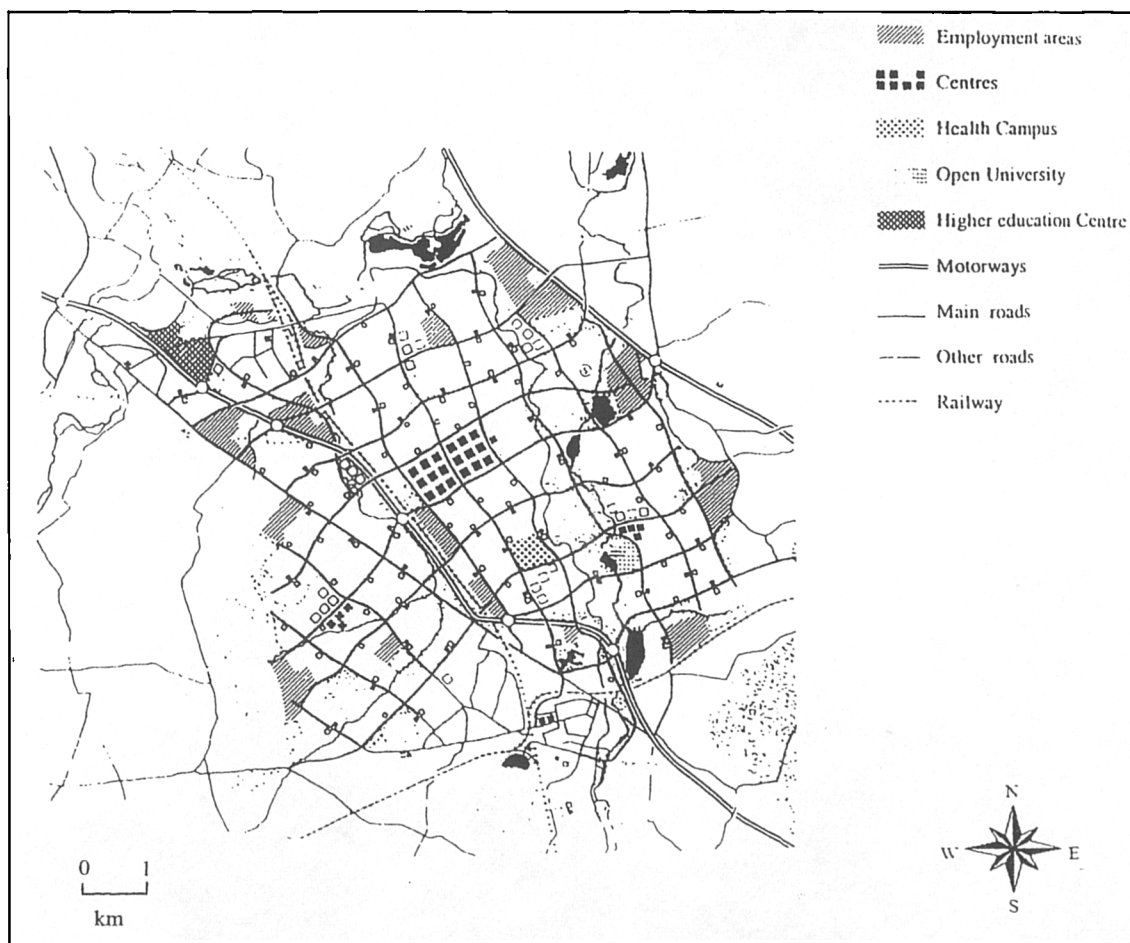 Employment areas
Centres
Health Campus
Open University
Higher education Centre
Motorways
Main roads
Other roads
Railway
N
W E
S
0 1
km